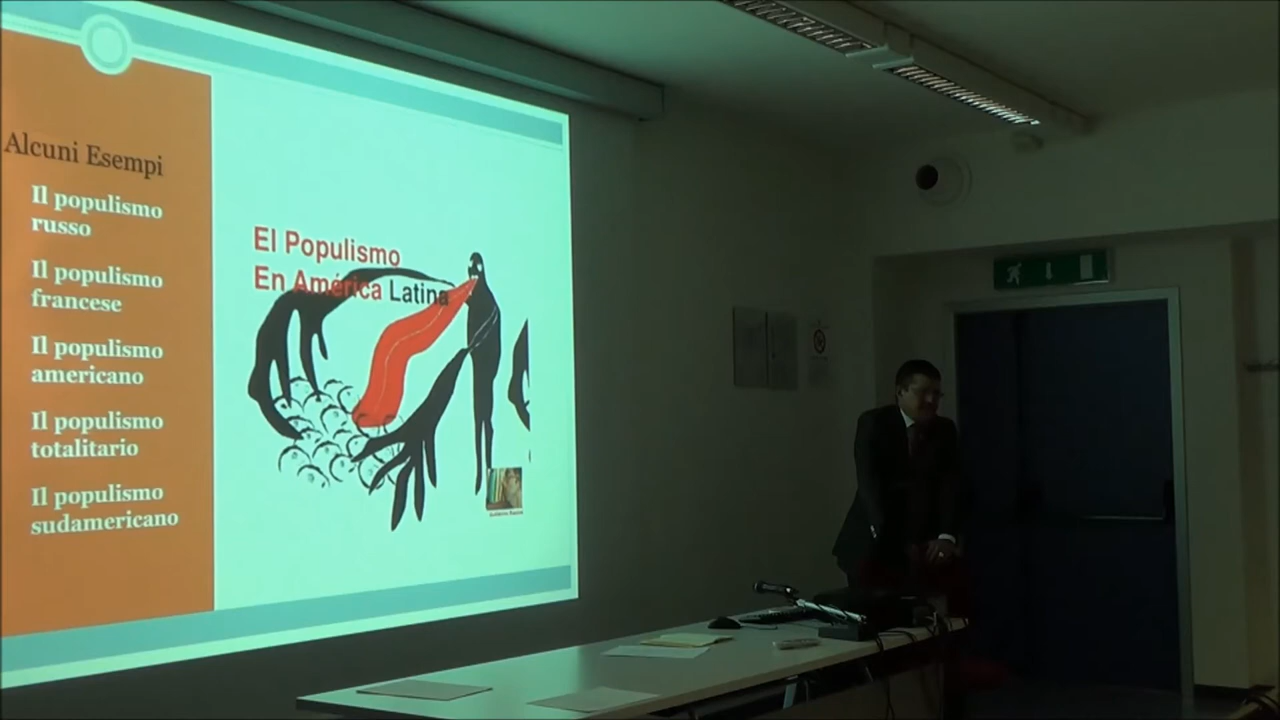 Alcuni Esempi
Il populismo
russo
Il populismo
francese
Il populismo
americano
Il populismo
totalitario
Il populismo
sudamericano
El Populismo
En América Latina